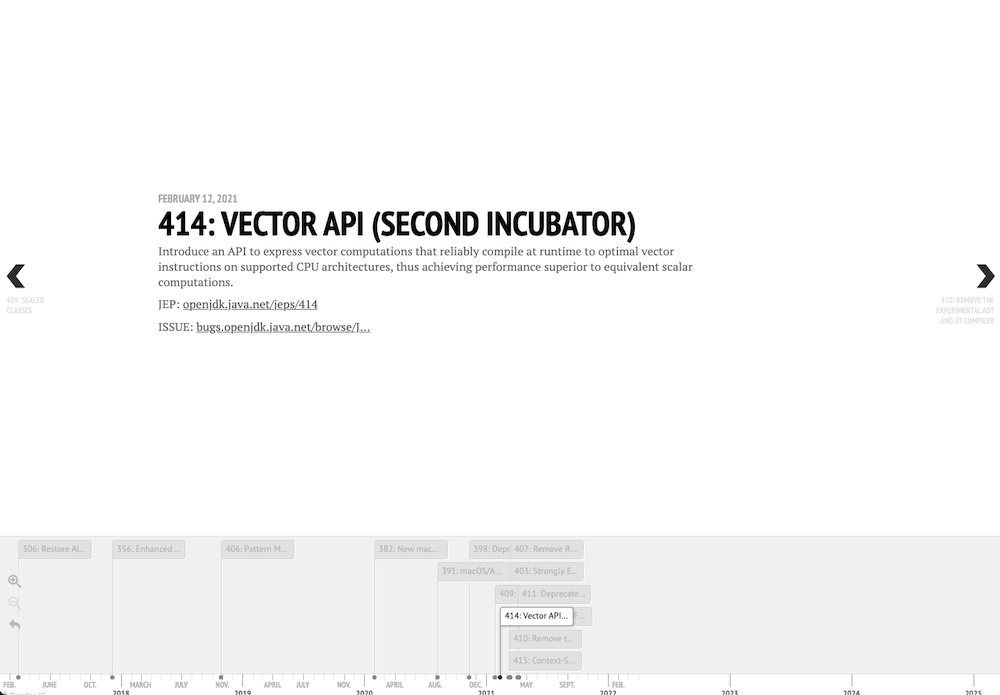 FEBRUARY 12, 2021
414: VECTOR API (SECOND INCUBATOR)
Introduce an API to express vector computations that reliably compile at runtime to optimal vector
instructions on supported CPU architectures, thus achieving performance superior to equivalent scalar
computations.
JEP: openjdk.java.net/jeps/414
ISSUE: bugs.openjdk.java.net/browse/J...
409: SEALED
CLASSES
410: REMOVE THE
EXPERIMENTAL AOT
AND JIT COMPILER
306: Restore Al...
356: Enhanced ...
406: Pattern M...
382: New mac...
398: Depr
407: Remove R...
391: macOS/A...
403: Strongly E...
409:
411: Deprecate...
414: Vector API...
F...
410: Remove t...
415: Context-S...
FEB. JUNE OCT. MARCH JULY NOV. APRIL JULY NOV. APRIL AUG. DEC. MAY SEPT. FEB.
2018 2019 2020 2021 2022 2023 2024 2025